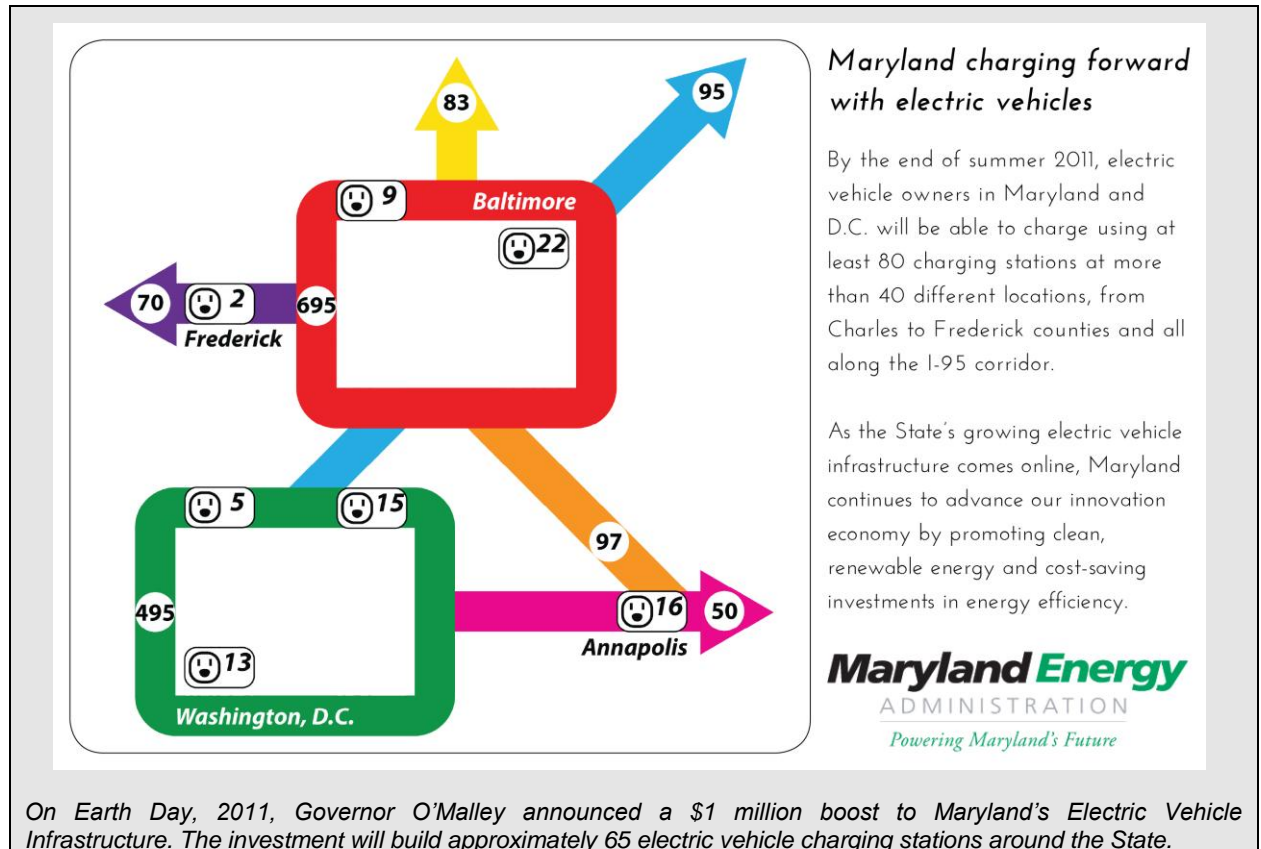 83
95
9
Baltimore
22
70
2
695
Frederick
5
15
97
495
16
50
Annapolis
13
Washington, D.C.
Maryland charging forward
with electric vehicles
By the end of summer 2011, electric
vehicle owners in Maryland and
D.C. will be able to charge using at
least 80 charging stations at more
than 40 different locations, from
Charles to Frederick counties and all
along the I-95 corridor.
As the State's growing electric vehicle
infrastructure comes online, Maryland
continues to advance our innovation
economy by promoting clean,
renewable energy and cost-saving
investments in energy efficiency.
Maryland Energy
ADMINISTRATION
Powering Maryland's Future
On Earth Day, 2011, Governor O'Malley announced a $1 million boost to Maryland's Electric Vehicle
Infrastructure. The investment will build approximately 65 electric vehicle charging stations around the State.